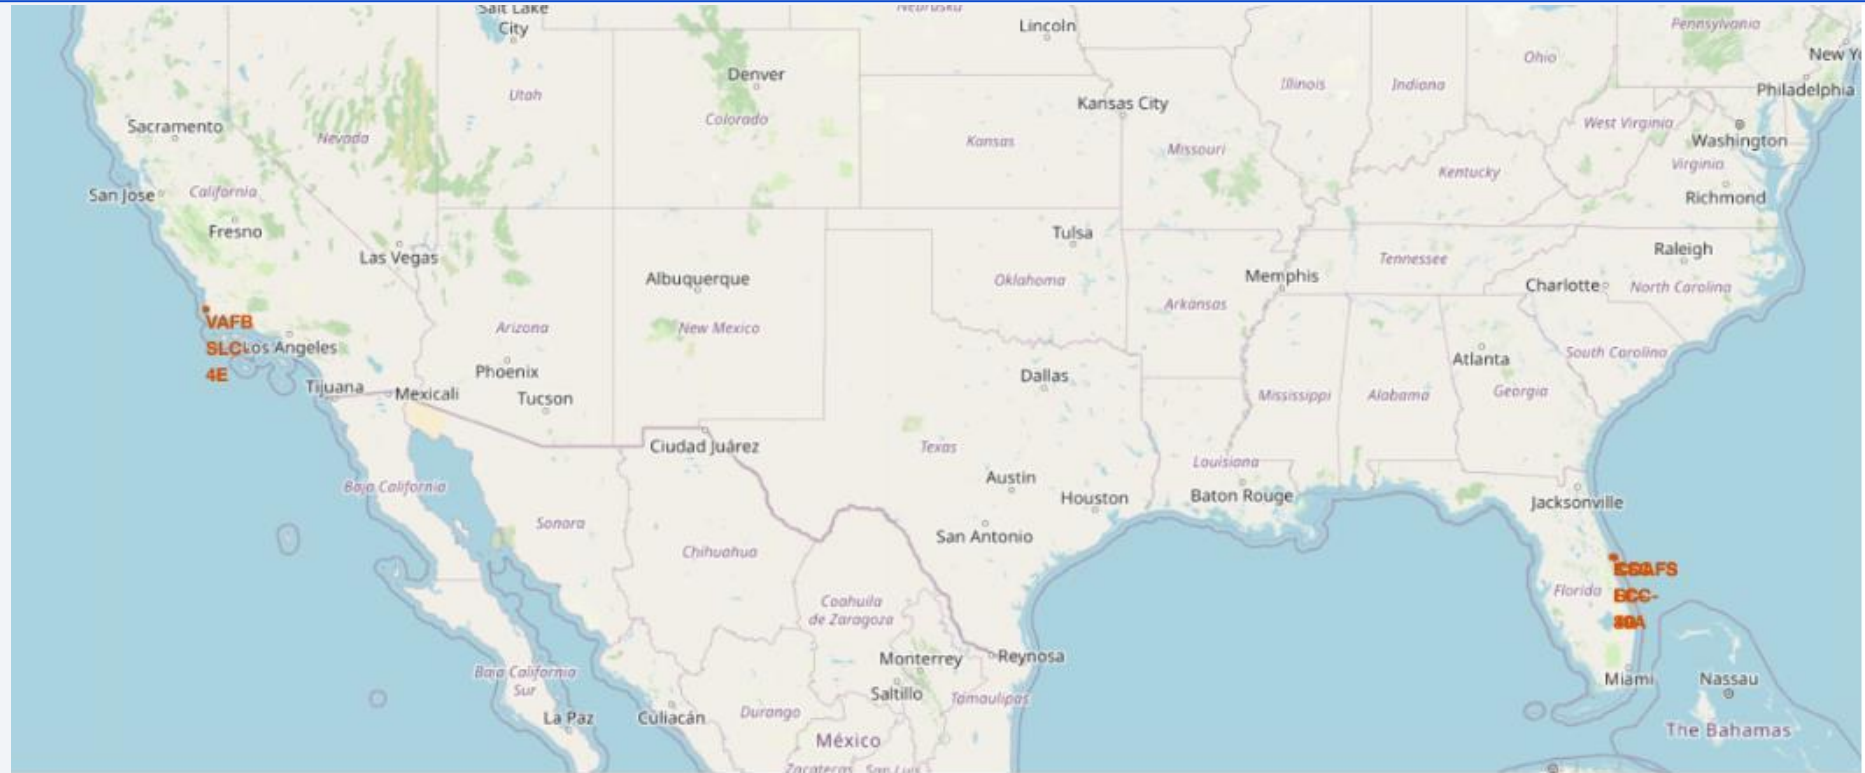 Salt Lake
City
Nebraska
Lincoln
Pennsylvania
New Y
Denver
Utah
Colorado
Kansas City
Illinois
Indiana
Ohio
Philadelphia
Sacramento
Nevada
Kansas
Missouri
West Virginia
Washington
San Jose
California
Kentucky
Virginia
Richmond
Fresno
Las Vegas
Tulsa
Raleigh
Albuquerque
Oklahoma
Memphis
Tennessee
Charlotte
North Carolina
VAFB
SLC-
4E
Los Angeles
Arizona
New Mexico
Arkansas
South Carolina
Phoenix
Atlanta
Tijuana
Mexicali
Tucson
Dallas
Mississippi
Alabama
Georgia
Ciudad Juárez
Texas
Louisiana
Baja California
Austin
Houston
Baton Rouge
Jacksonville
Sonora
Chihuahua
San Antonio
Florida
Coahuila
de Zaragoza
Monterrey
Reynosa
Baja California
Sur
Saltillo
Tamaulipas
Miami
Nassau
La Paz
Culiacán
Durango
México
The Bahamas
Zacatecas
San Luis